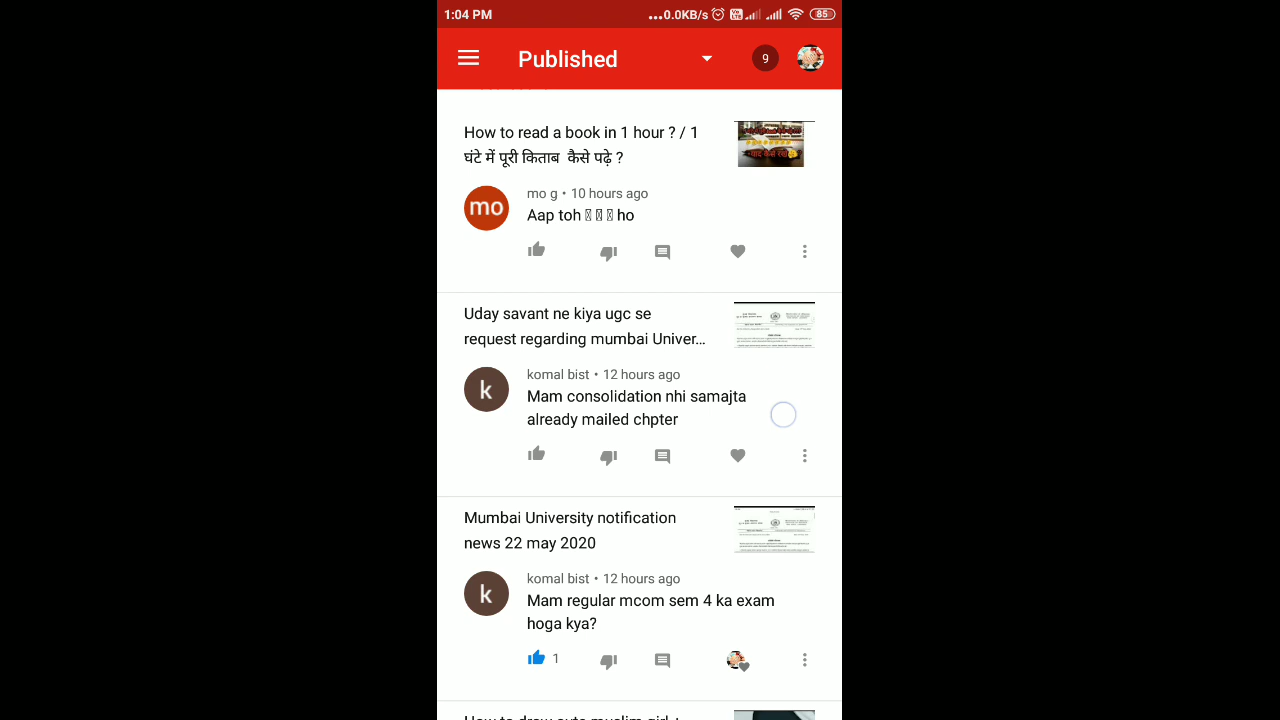 1:04 PM
...0.0KB/s
85
Published
9
How to read a book in 1 hour ? / 1
घंटे में पूरी किताब कैसे पढ़े ?
mo
mo g • 10 hours ago
Aap toh ho
Uday savant ne kiya ugc se
request regarding mumbai Univer...
k
komal bist • 12 hours ago
Mam consolidation nhi samajta
already mailed chpter
Mumbai University notification
news 22 may 2020
k
komal bist • 12 hours ago
Mam regular mcom sem 4 ka exam
hoga kya?
1